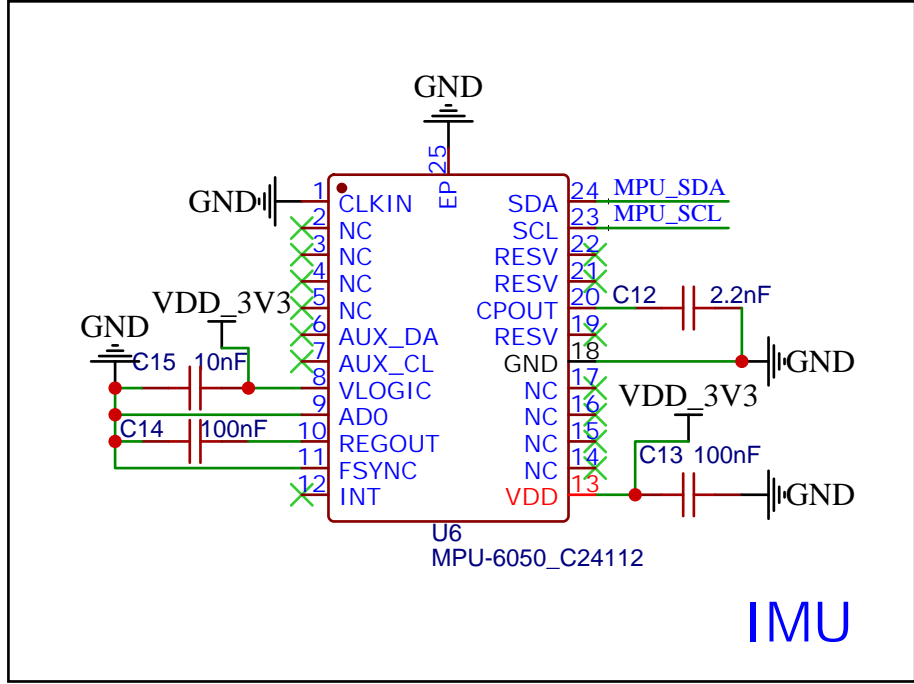 GND
EP 25
GND 1 CLKIN SDA 24 MPU_SDA
2 NC SCL 23 MPU_SCL
3 NC RESV 22
4 NC RESV 21
VDD_3V3 5 NC CPOUT 20 C12 2.2nF
GND 6 AUX_DA RESV 19
C15 10nF 7 AUX_CL GND 18 GND
8 VLOGIC NC 17
9 AD0 NC 16 VDD_3V3
C14 100nF 10 REGOUT NC 15
11 FSYNC NC 14 C13 100nF
12 INT VDD 13 GND
U6
MPU-6050_C24112
IMU